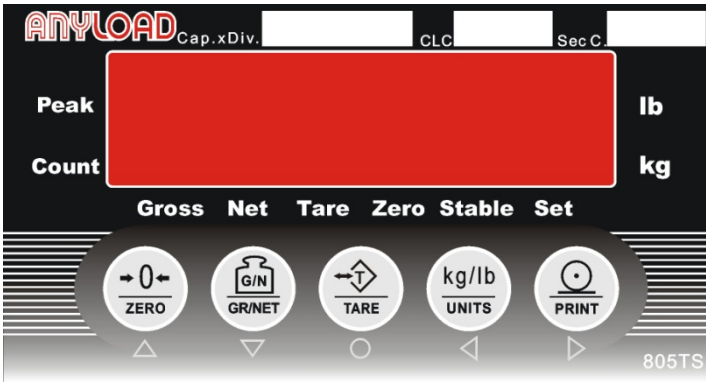 ANYLOAD Cap.xDiv. CLC Sec C.
Peak lb
Count kg
Gross Net Tare Zero Stable Set
→0← G/N ↔T kg/lb
ZERO GR/NET TARE UNITS PRINT
805TS